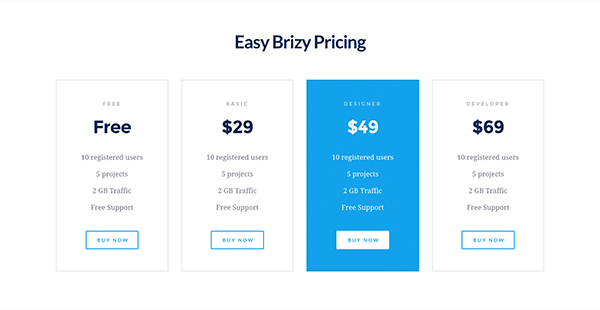 Easy Brizy Pricing
FREE
Free
10 registered users
5 projects
2 GB Traffic
Free Support
BUY NOW
BASIC
$29
10 registered users
5 projects
2 GB Traffic
Free Support
BUY NOW
DESIGNER
$49
10 registered users
5 projects
2 GB Traffic
Free Support
BUY NOW
DEVELOPER
$69
10 registered users
5 projects
2 GB Traffic
Free Support
BUY NOW